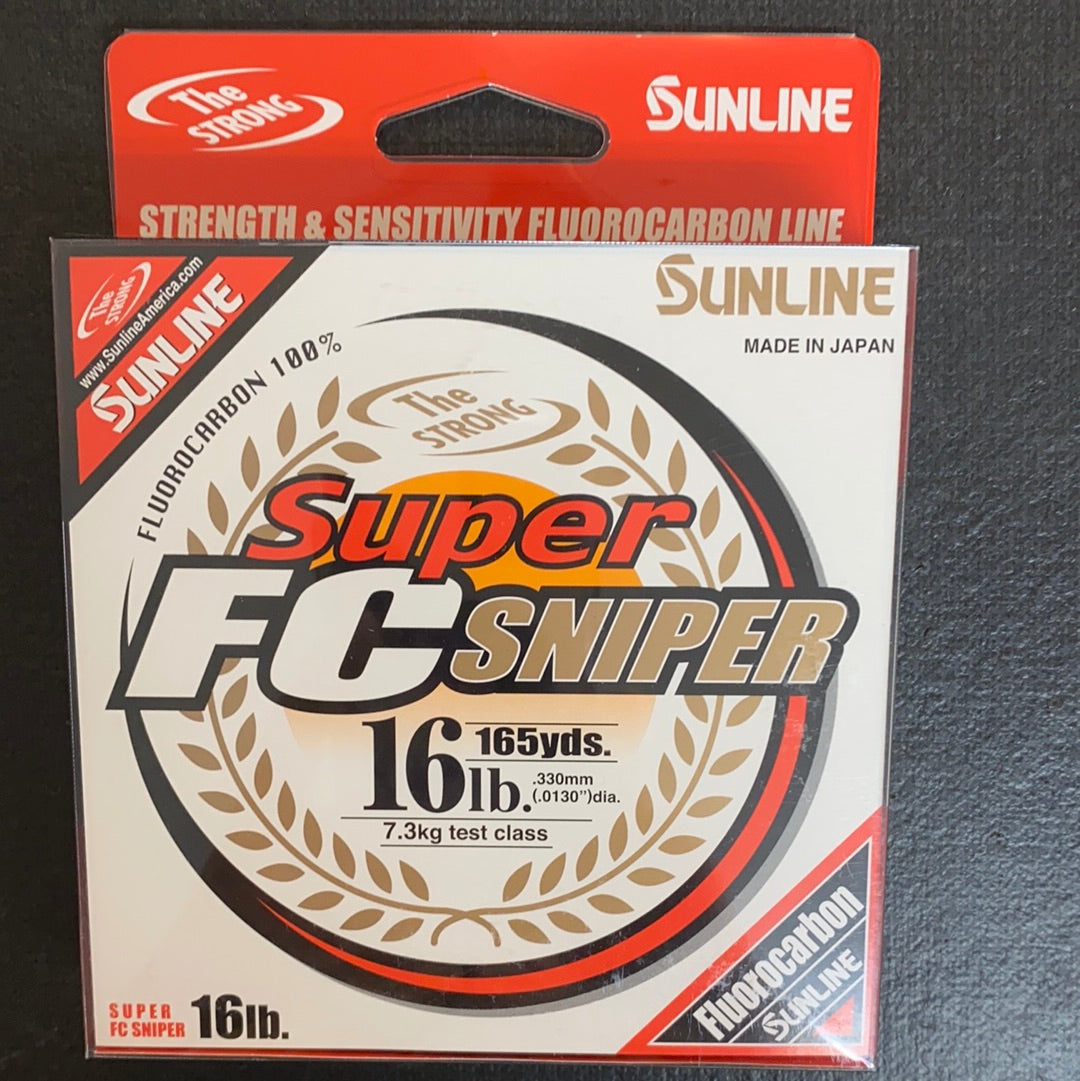 The
STRONG
SUNLINE
STRENGTH & SENSITIVITY FLUOROCARBON LINE
The
STRONG
www.SunlineAmerica.com
SUNLINE
SUNLINE
MADE IN JAPAN
FLUOROCARBON 100%
The
STRONG
Super
FC SNIPER
16lb.
165yds.
.330mm
(.0130")dia.
7.3kg test class
Fluorocarbon
SUNLINE
SUPER
FC SNIPER
16lb.